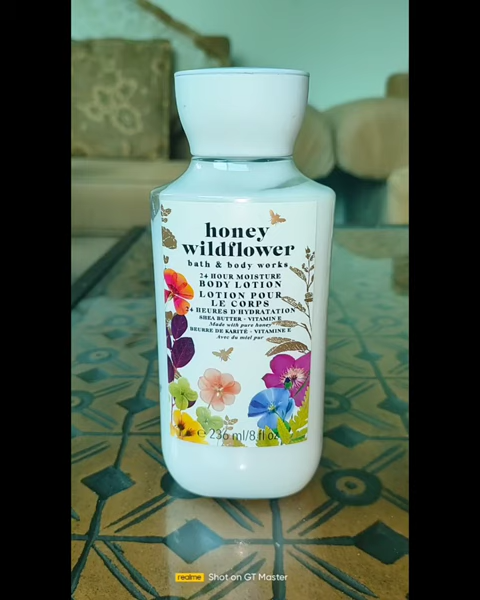 honey
wildflower
bath & body works
24 HOUR MOISTURE
BODY LOTION
LOTION POUR
LE CORPS
24 HEURES D'HYDRATATION
SHEA BUTTER - VITAMIN E
Made with pure honey
BEURRE DE KARITÉ - VITAMINE E
Avec du miel pur
236 ml/8 fl oz
realme Shot on GT Master